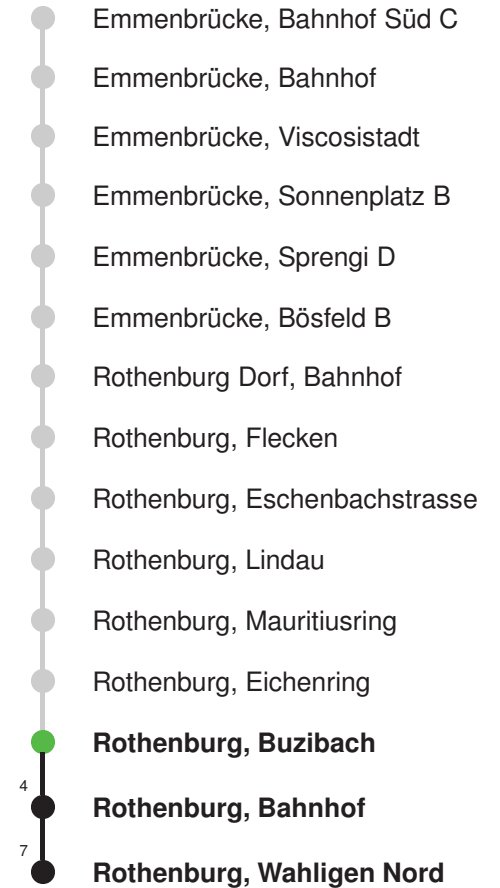 Emmenbrücke, Bahnhof Süd C
Emmenbrücke, Bahnhof
Emmenbrücke, Viscosistadt
Emmenbrücke, Sonnenplatz B
Emmenbrücke, Sprengi D
Emmenbrücke, Bösfeld B
Rothenburg Dorf, Bahnhof
Rothenburg, Flecken
Rothenburg, Eschenbachstrasse
Rothenburg, Lindau
Rothenburg, Mauritiusring
Rothenburg, Eichenring
Rothenburg, Buzibach
4 Rothenburg, Bahnhof
7 Rothenburg, Wahligen Nord